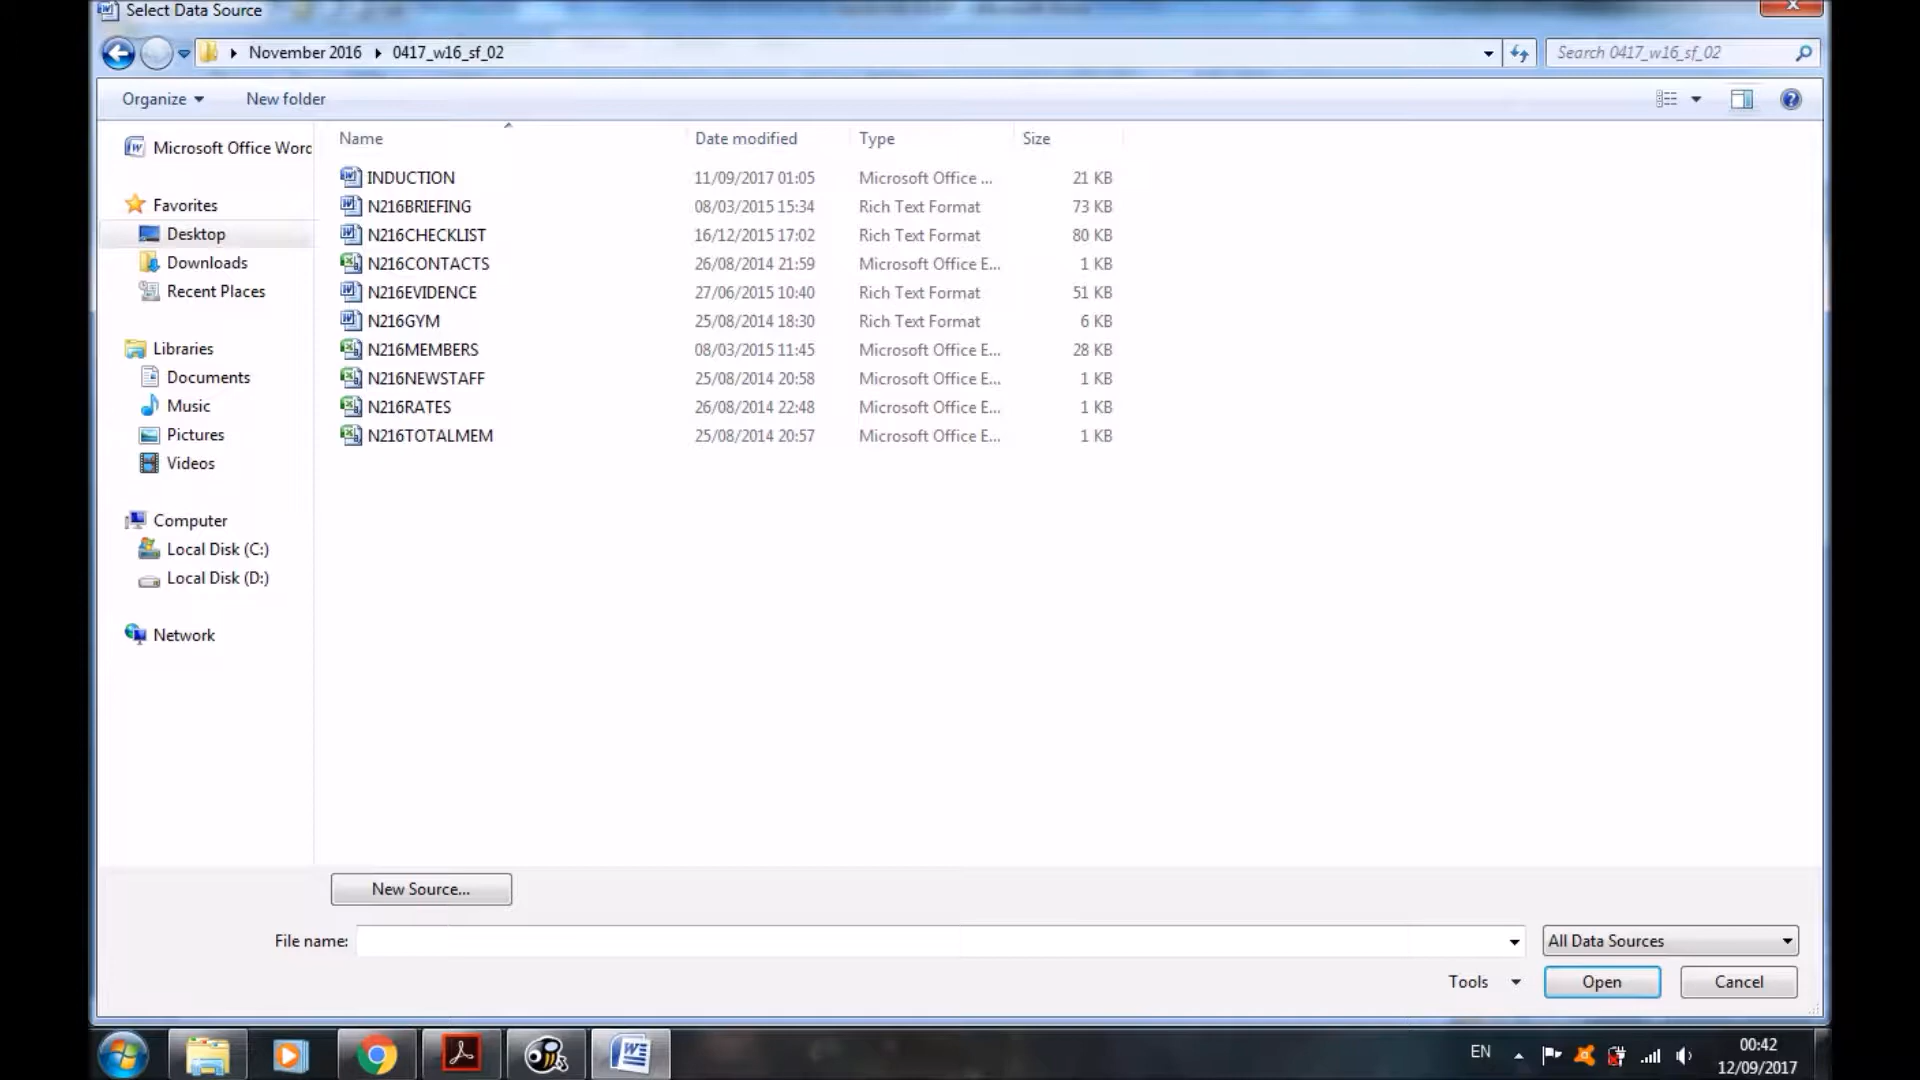 Select Data Source
November 2016 0417_w16_sf_02
Search 0417_w16_sf_02
Organize New folder
Name Date modified Type Size
Microsoft Office Worc
Favorites
Desktop
Downloads
Recent Places
Libraries
Documents
Music
Pictures
Videos
Computer
Local Disk (C:)
Local Disk (D:)
Network
INDUCTION 11/09/2017 01:05 Microsoft Office ... 21 KB
N216BRIEFING 08/03/2015 15:34 Rich Text Format 73 KB
N216CHECKLIST 16/12/2015 17:02 Rich Text Format 80 KB
N216CONTACTS 26/08/2014 21:59 Microsoft Office E... 1 KB
N216EVIDENCE 27/06/2015 10:40 Rich Text Format 51 KB
N216GYM 25/08/2014 18:30 Rich Text Format 6 KB
N216MEMBERS 08/03/2015 11:45 Microsoft Office E... 28 KB
N216NEWSTAFF 25/08/2014 20:58 Microsoft Office E... 1 KB
N216RATES 26/08/2014 22:48 Microsoft Office E... 1 KB
N216TOTALMEM 25/08/2014 20:57 Microsoft Office E... 1 KB
New Source...
File name: All Data Sources
Tools Open Cancel
EN 00:42
12/09/2017